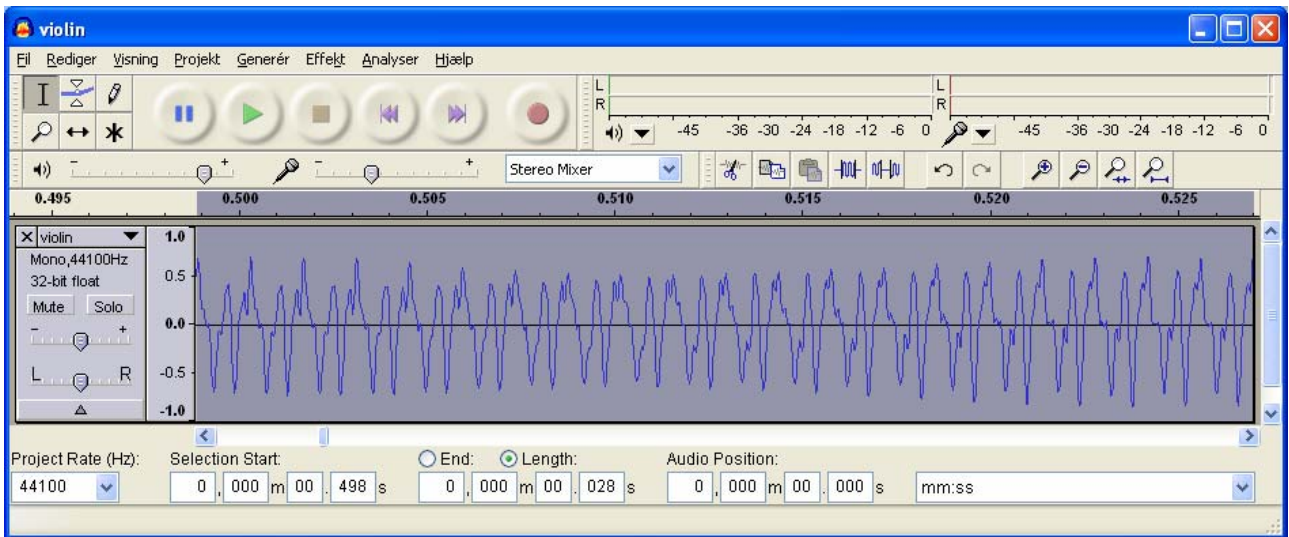 violin
Fil Rediger Visning Projekt Generér Effekt Analyser Hjælp
L
R
-45 -36 -30 -24 -18 -12 -6 0
L
R
-45 -36 -30 -24 -18 -12 -6 0
- +
- +
Stereo Mixer
0.495 0.500 0.505 0.510 0.515 0.520 0.525
X violin
Mono,44100Hz
32-bit float
Mute Solo
- +
L R
1.0
0.5
0.0
-0.5
-1.0
Project Rate (Hz): Selection Start: End: Length: Audio Position:
44100 0 , 000 m 00 . 498 s 0 , 000 m 00 . 028 s 0 , 000 m 00 . 000 s mm:ss